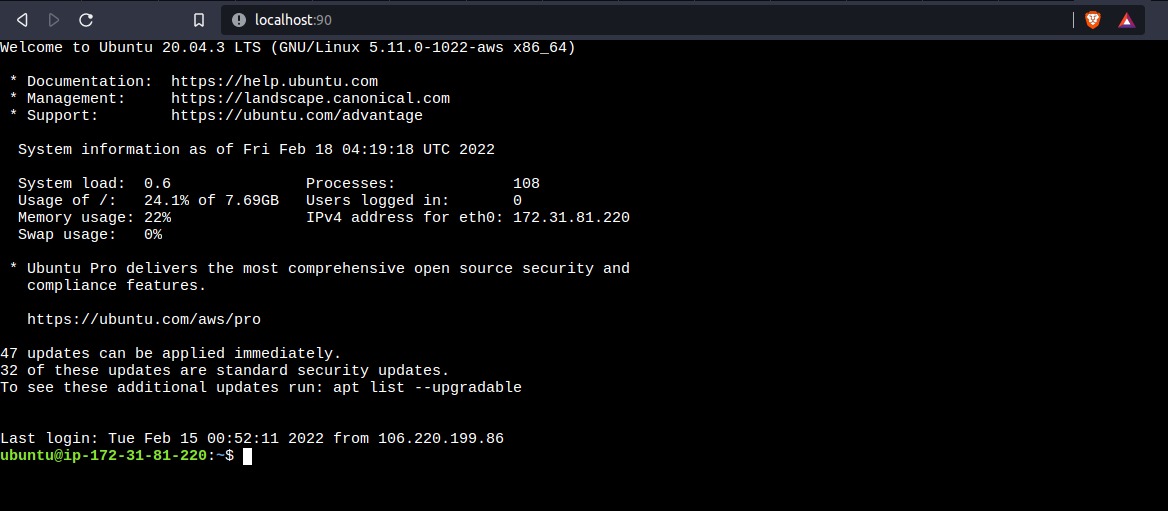 localhost:90
Welcome to Ubuntu 20.04.3 LTS (GNU/Linux 5.11.0-1022-aws x86_64)
* Documentation:  https://help.ubuntu.com
* Management:     https://landscape.canonical.com
* Support:        https://ubuntu.com/advantage
System information as of Fri Feb 18 04:19:18 UTC 2022
System load:  0.6               Processes:             108
Usage of /:   24.1% of 7.69GB   Users logged in:       0
Memory usage: 22%               IPv4 address for eth0: 172.31.81.220
Swap usage:   0%
* Ubuntu Pro delivers the most comprehensive open source security and
compliance features.
https://ubuntu.com/aws/pro
47 updates can be applied immediately.
32 of these updates are standard security updates.
To see these additional updates run: apt list --upgradable
Last login: Tue Feb 15 00:52:11 2022 from 106.220.199.86
ubuntu@ip-172-31-81-220:~$